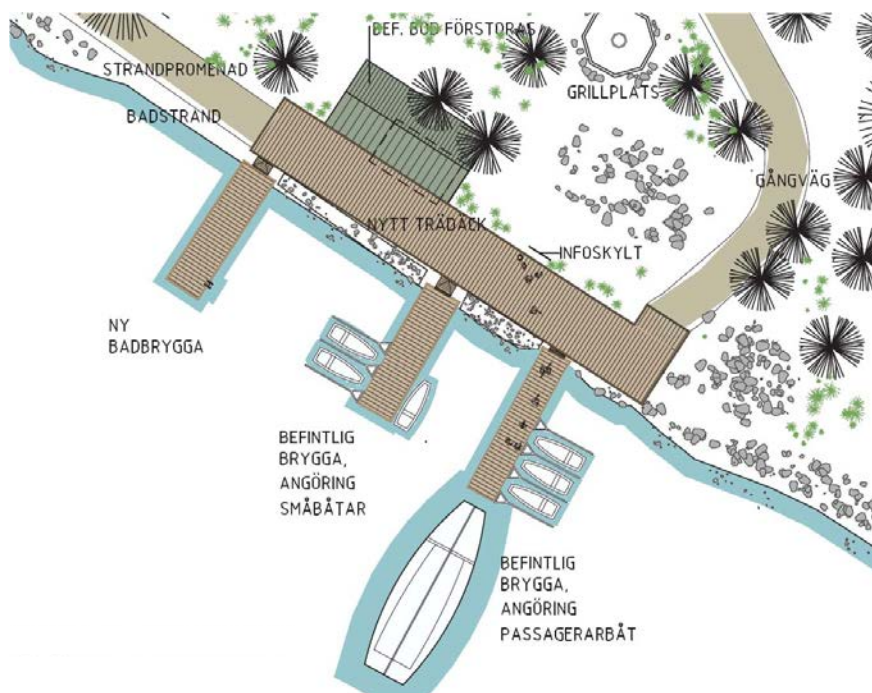 BEF. BOD FÖRSTORAS
STRANDPROMENAD
GRILLPLATS
BADSTRAND
GÅNGVÄG
NYTT TRÄDÄCK
INFOSKYLT
NY
BADBRYGGA
BEFINTLIG
BRYGGA,
ANGÖRING
SMÅBÅTAR
BEFINTLIG
BRYGGA,
ANGÖRING
PASSAGERARBÅT